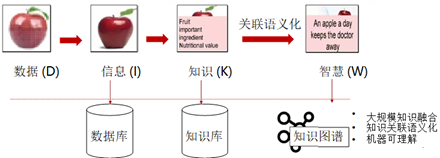 Fruit
important
ingredient
Nutritional value
关联语义化
An apple a day
keeps the doctor
away
数据 (D)
信息 (I)
知识 (K)
智慧 (W)
数据库
知识库
知识图谱
• 大规模知识融合
• 知识关联语义化
• 机器可理解